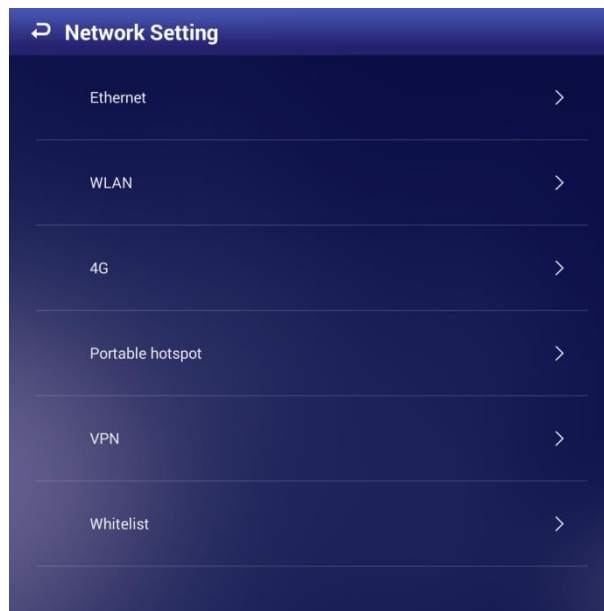 Network Setting
Ethernet
WLAN
4G
Portable hotspot
VPN
Whitelist